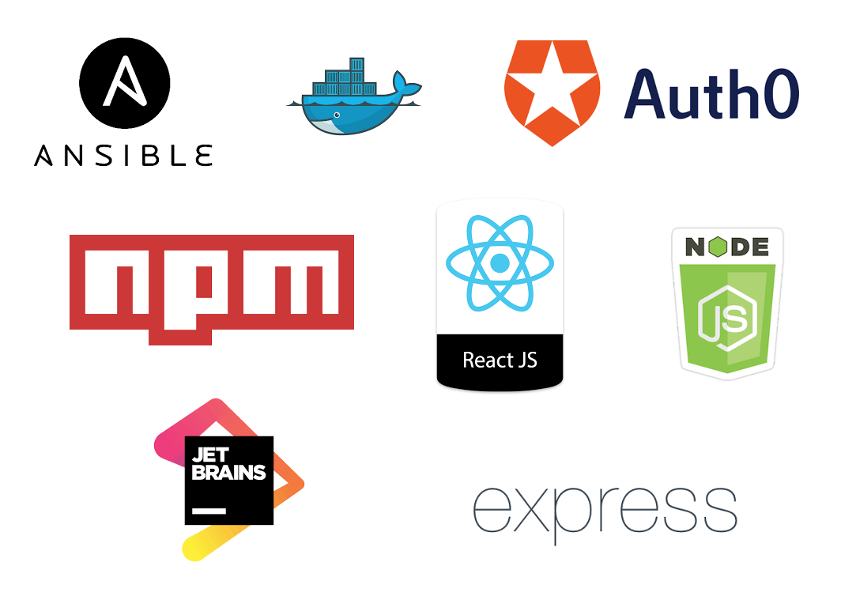 ANSIBLE
Auth0
npm
React JS
NODE
JS
JET
BRAINS
express